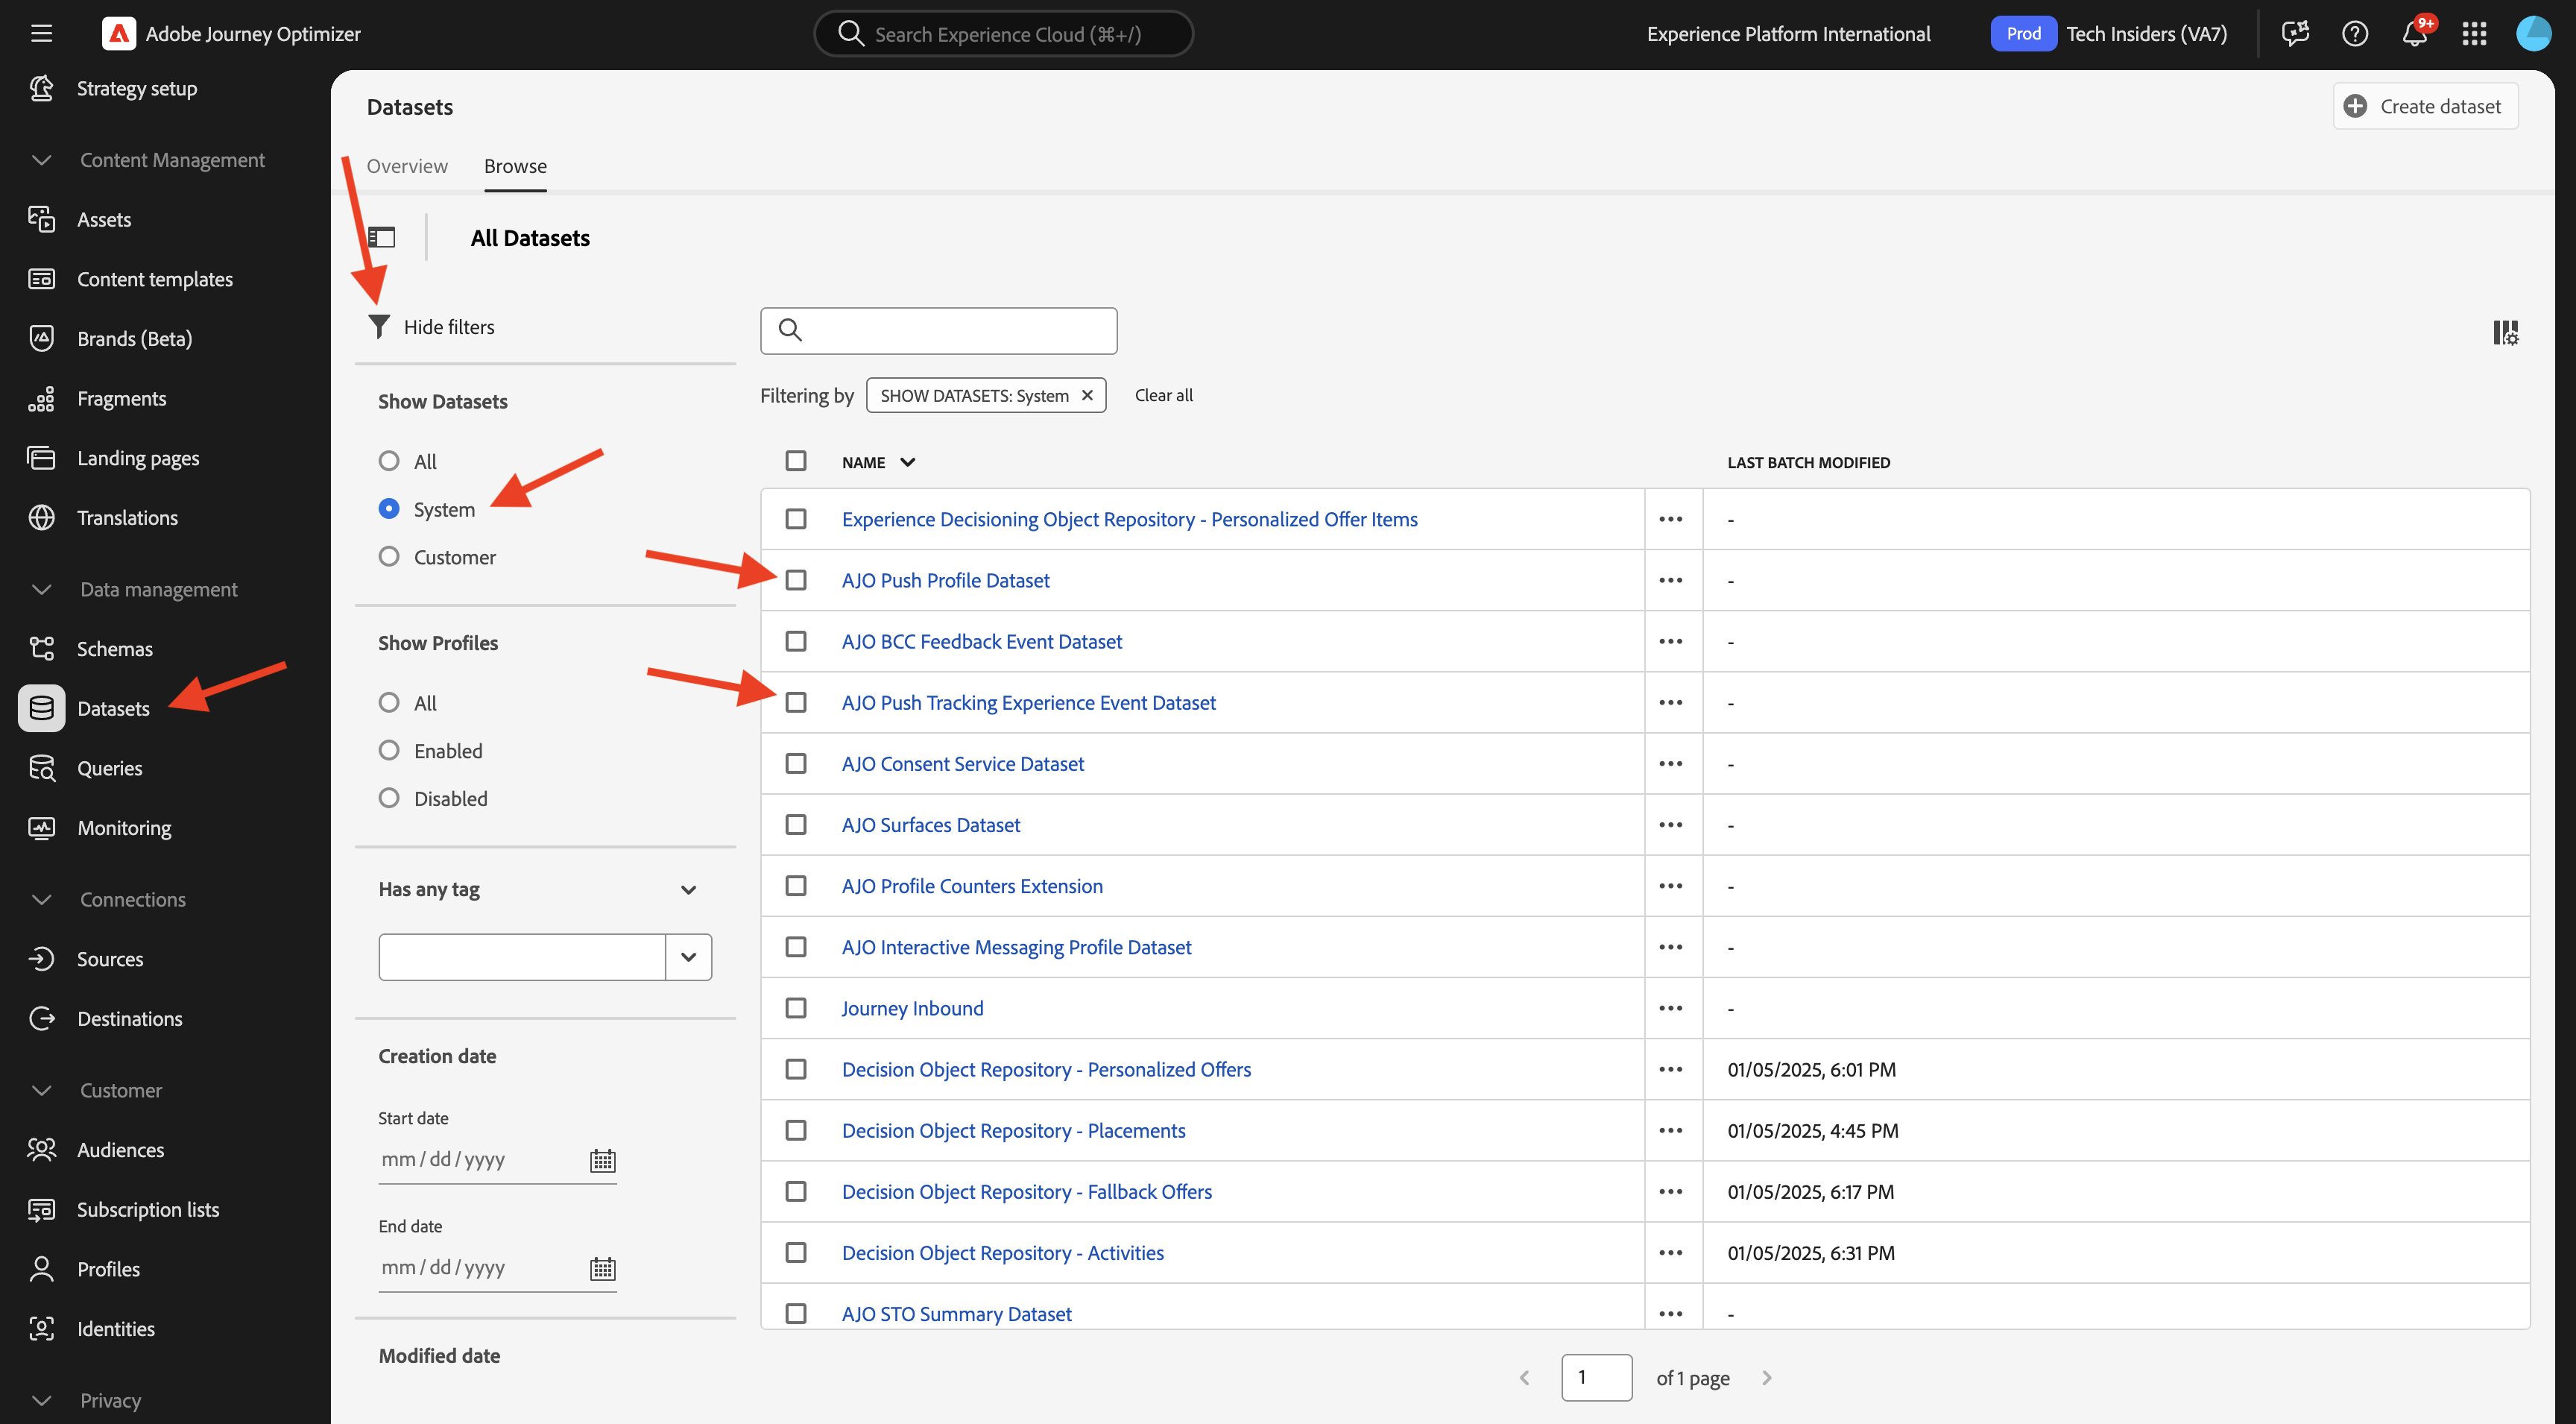 Adobe Journey Optimizer
Search Experience Cloud (⌘+/)
Experience Platform International
Prod
Tech Insiders (VA7)
9+
Strategy setup
Content Management
Assets
Content templates
Brands (Beta)
Fragments
Landing pages
Translations
Data management
Schemas
Datasets
Queries
Monitoring
Connections
Sources
Destinations
Customer
Audiences
Subscription lists
Profiles
Identities
Privacy
Datasets
Create dataset
Overview
Browse
All Datasets
Hide filters
Show Datasets
All
System
Customer
Show Profiles
All
Enabled
Disabled
Has any tag
Creation date
Start date
mm / dd / yyyy
End date
mm / dd / yyyy
Modified date
Filtering by
SHOW DATASETS: System
Clear all
NAME
LAST BATCH MODIFIED
Experience Decisioning Object Repository - Personalized Offer Items
-
AJO Push Profile Dataset
-
AJO BCC Feedback Event Dataset
-
AJO Push Tracking Experience Event Dataset
-
AJO Consent Service Dataset
-
AJO Surfaces Dataset
-
AJO Profile Counters Extension
-
AJO Interactive Messaging Profile Dataset
-
Journey Inbound
-
Decision Object Repository - Personalized Offers
01/05/2025, 6:01 PM
Decision Object Repository - Placements
01/05/2025, 4:45 PM
Decision Object Repository - Fallback Offers
01/05/2025, 6:17 PM
Decision Object Repository - Activities
01/05/2025, 6:31 PM
AJO STO Summary Dataset
-
1
of 1 page